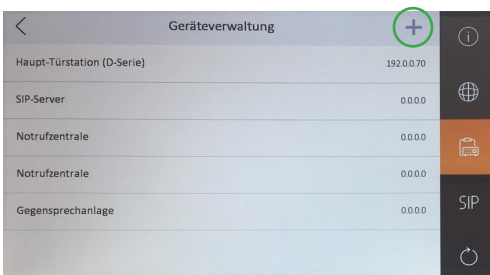 Geräteverwaltung
Haupt-Türstation (D-Serie) 192.0.0.70
SIP-Server 0.0.0.0
Notrufzentrale 0.0.0.0
Notrufzentrale 0.0.0.0
Gegensprechanlage 0.0.0.0
SIP